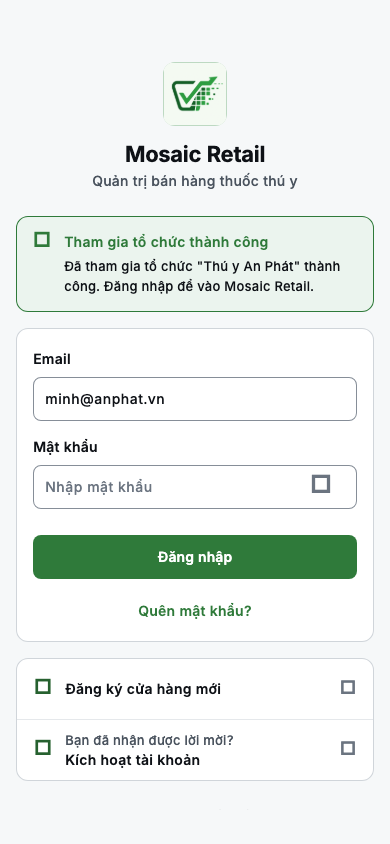 Mosaic Retail
Quản trị bán hàng thuốc thú y
Tham gia tổ chức thành công
Đã tham gia tổ chức "Thú y An Phát" thành
công. Đăng nhập để vào Mosaic Retail.
Email
minh@anphat.vn
Mật khẩu
Nhập mật khẩu
Đăng nhập
Quên mật khẩu?
Đăng ký cửa hàng mới
Bạn đã nhận được lời mời?
Kích hoạt tài khoản